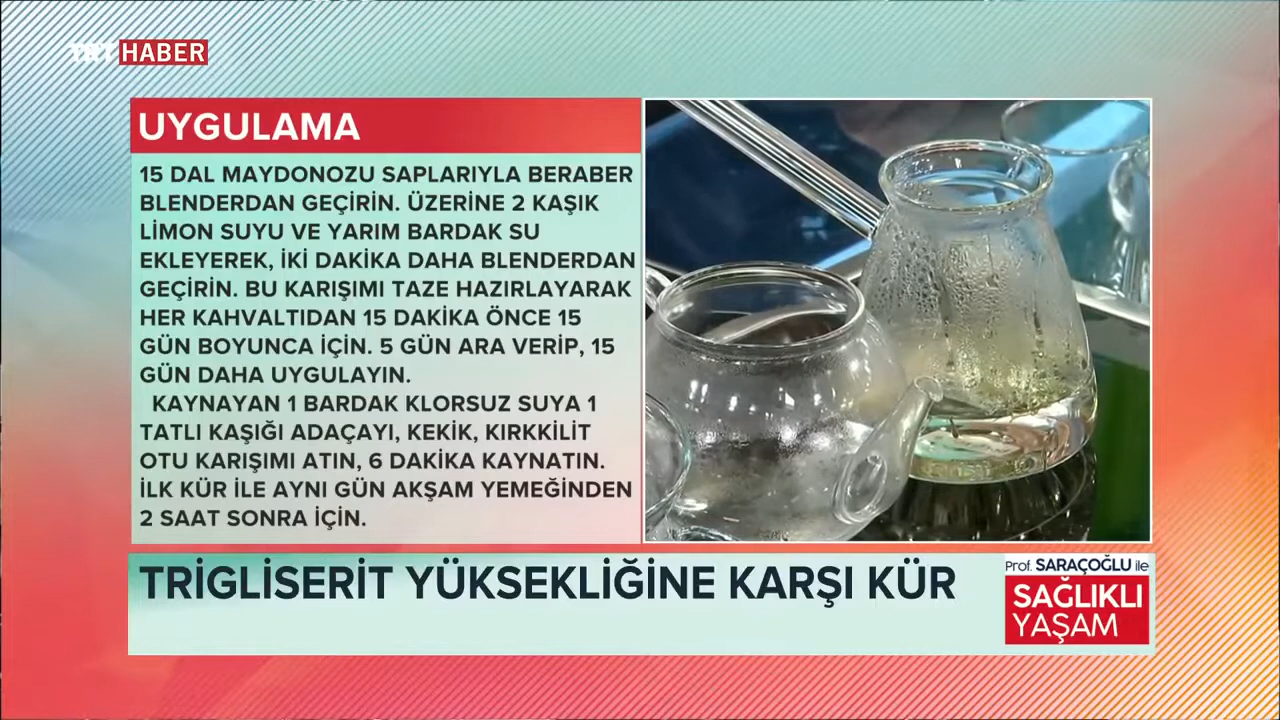 TRT HABER
UYGULAMA
15 DAL MAYDONOZU SAPLARIYLA BERABER
BLENDERDAN GEÇİRİN. ÜZERİNE 2 KAŞIK
LİMON SUYU VE YARIM BARDAK SU
EKLEYEREK, İKİ DAKİKA DAHA BLENDERDAN
GEÇİRİN. BU KARIŞIMI TAZE HAZIRLAYARAK
HER KAHVALTIDAN 15 DAKİKA ÖNCE 15
GÜN BOYUNCA İÇİN. 5 GÜN ARA VERİP, 15
GÜN DAHA UYGULAYIN.
KAYNAYAN 1 BARDAK KLORSUZ SUYA 1
TATLI KAŞIĞI ADAÇAYI, KEKİK, KIRKKİLİT
OTU KARIŞIMI ATIN, 6 DAKİKA KAYNATIN.
İLK KÜR İLE AYNI GÜN AKŞAM YEMEĞİNDEN
2 SAAT SONRA İÇİN.
TRİGLİSERİT YÜKSEKLİĞİNE KARŞI KÜR
Prof. SARAÇOĞLU ile
SAĞLIKLI
YAŞAM